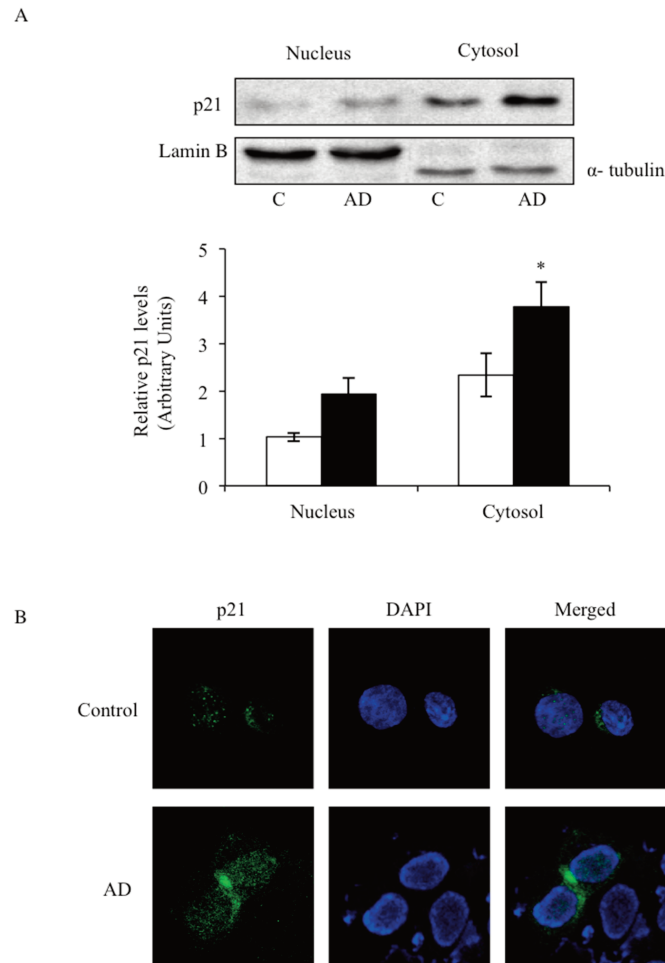 A
Nucleus Cytosol
p21
Lamin B
α- tubulin
C AD C AD
5
4
3
2
1
0
Relative p21 levels
(Arbitrary Units)
*
Nucleus Cytosol
B
p21 DAPI Merged
Control
AD